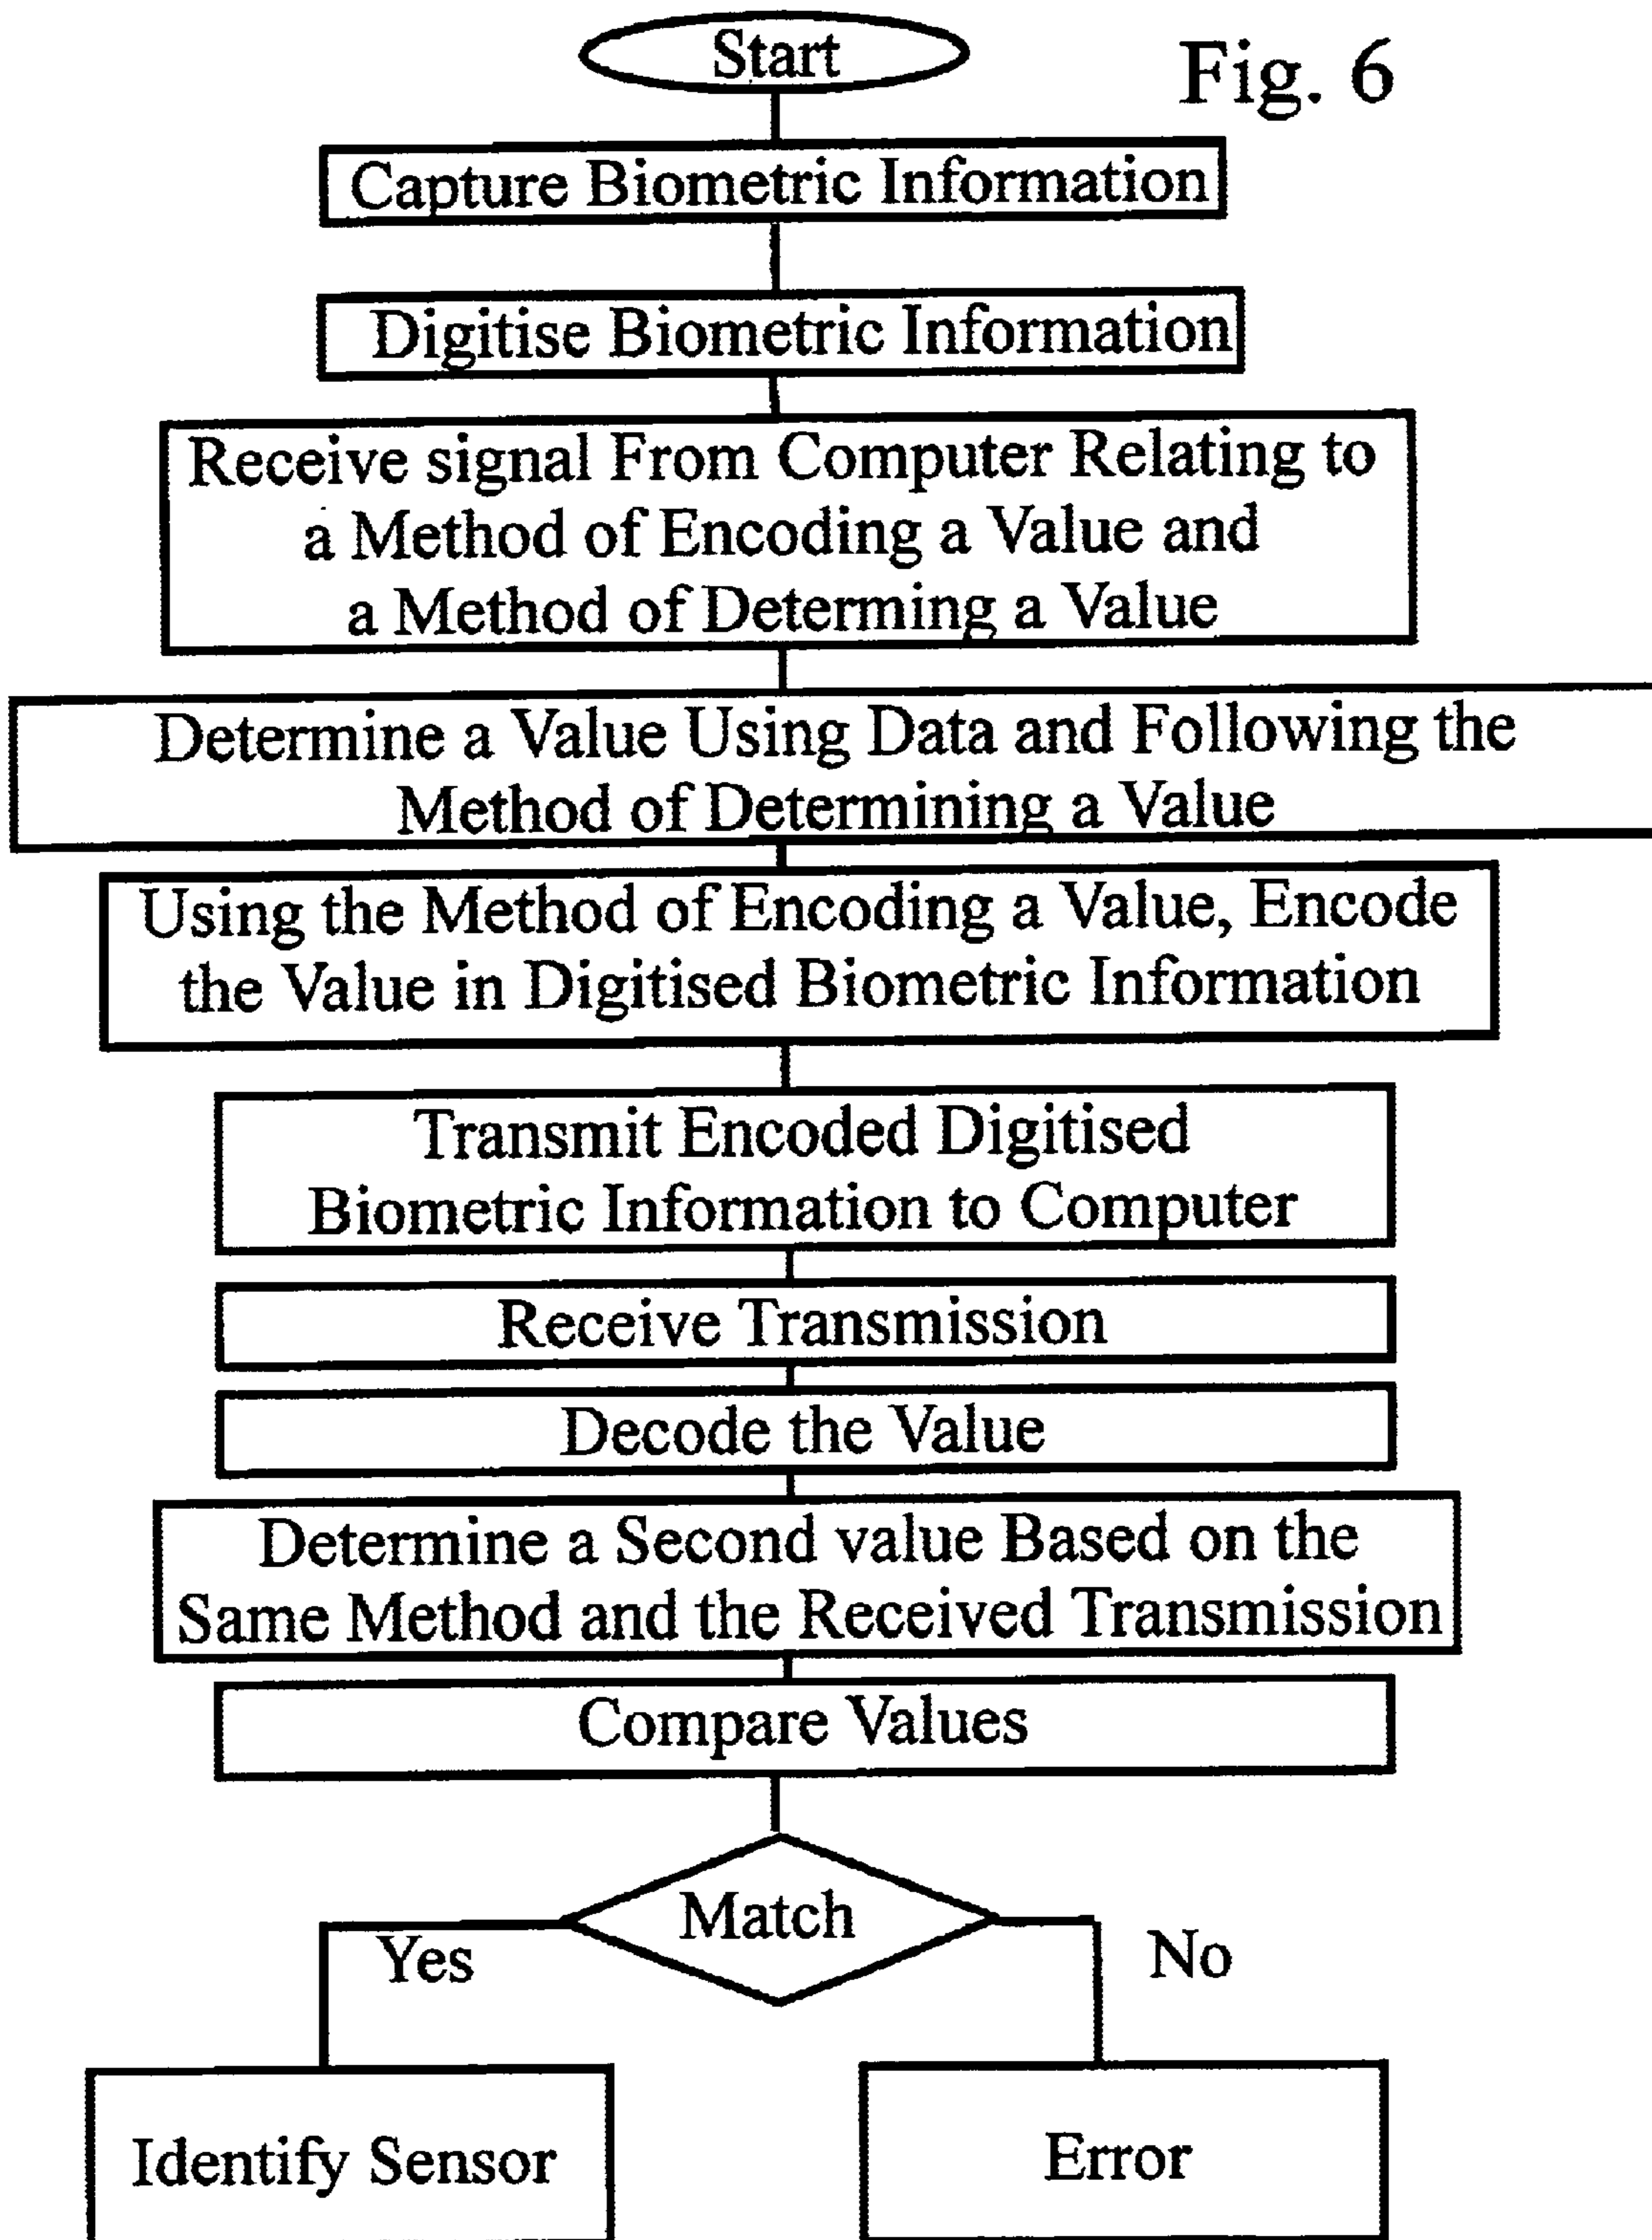 Start
Fig. 6
Capture Biometric Information
Digitise Biometric Information
Receive signal From Computer Relating to
a Method of Encoding a Value and
a Method of Determing a Value
Determine a Value Using Data and Following the
Method of Determining a Value
Using the Method of Encoding a Value, Encode
the Value in Digitised Biometric Information
Transmit Encoded Digitised
Biometric Information to Computer
Receive Transmission
Decode the Value
Determine a Second value Based on the
Same Method and the Received Transmission
Compare Values
Match
Yes
No
Identify Sensor
Error